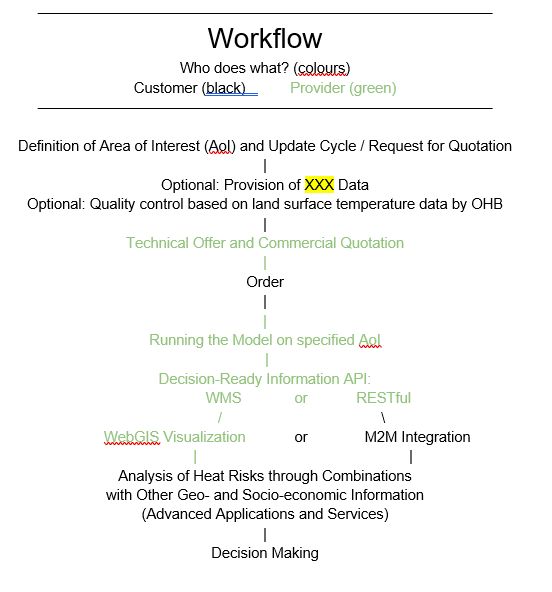 Workflow
Who does what? (colours)
Customer (black) Provider (green)
Definition of Area of Interest (AoI) and Update Cycle / Request for Quotation
|
Optional: Provision of XXX Data
Optional: Quality control based on land surface temperature data by OHB
|
Technical Offer and Commercial Quotation
|
Order
|
|
Running the Model on specified AoI
|
Decision-Ready Information API:
WMS or RESTful
/ \
WebGIS Visualization or M2M Integration
| |
Analysis of Heat Risks through Combinations
with Other Geo- and Socio-economic Information
(Advanced Applications and Services)
|
Decision Making